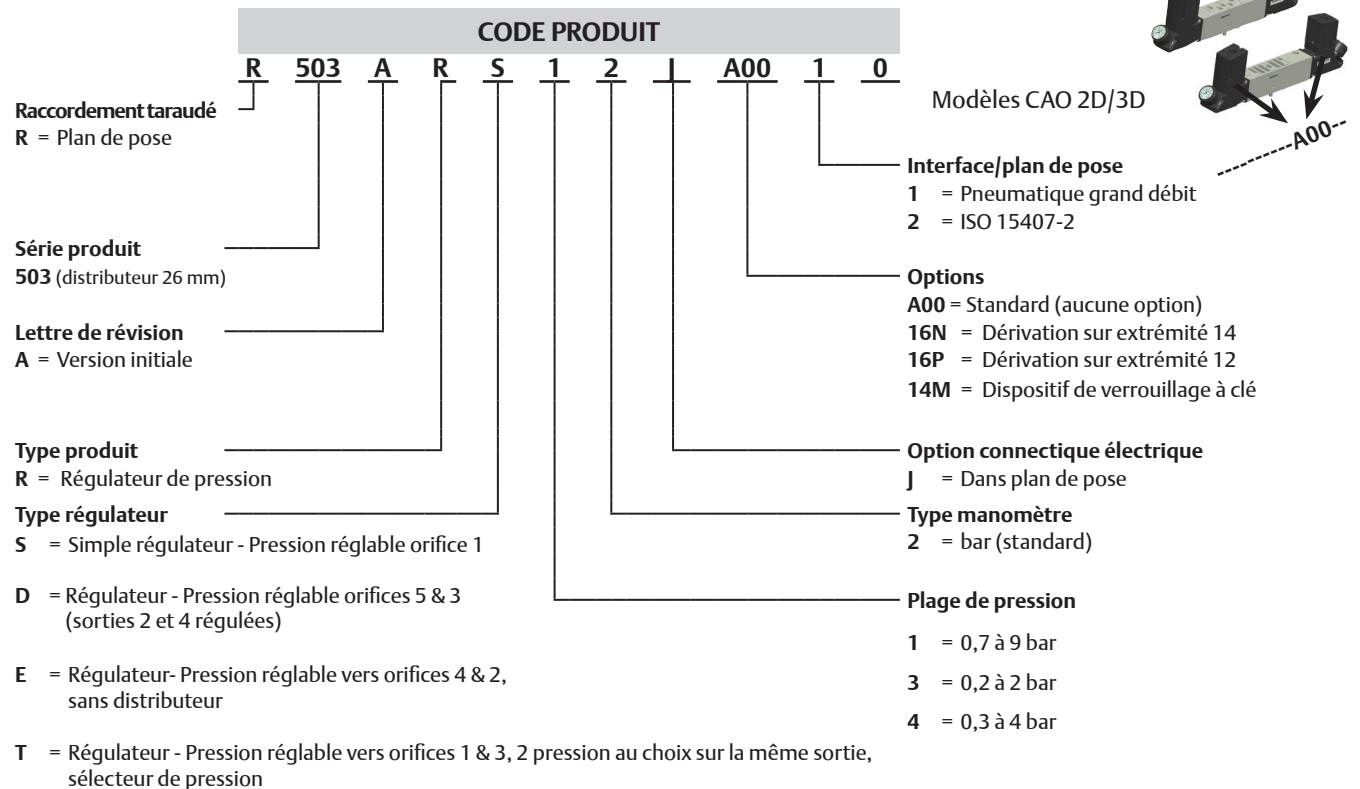 CODE PRODUIT
R 503 A R S 1 2 J A00 1 0
Raccordement taraudé
R = Plan de pose
Série produit
503 (distributeur 26 mm)
Lettre de révision
A = Version initiale
Type produit
R = Régulateur de pression
Type régulateur
S = Simple régulateur - Pression réglable orifice 1
D = Régulateur - Pression réglable orifices 5 & 3
(sorties 2 et 4 régulées)
E = Régulateur- Pression réglable vers orifices 4 & 2,
sans distributeur
T = Régulateur - Pression réglable vers orifices 1 & 3, 2 pression au choix sur la même sortie,
sélecteur de pression
Modèles CAO 2D/3D
A00
Interface/plan de pose
1 = Pneumatique grand débit
2 = ISO 15407-2
Options
A00 = Standard (aucune option)
16N = Dérivation sur extrémité 14
16P = Dérivation sur extrémité 12
14M = Dispositif de verrouillage à clé
Option connectique électrique
J = Dans plan de pose
Type manomètre
2 = bar (standard)
Plage de pression
1 = 0,7 à 9 bar
3 = 0,2 à 2 bar
4 = 0,3 à 4 bar